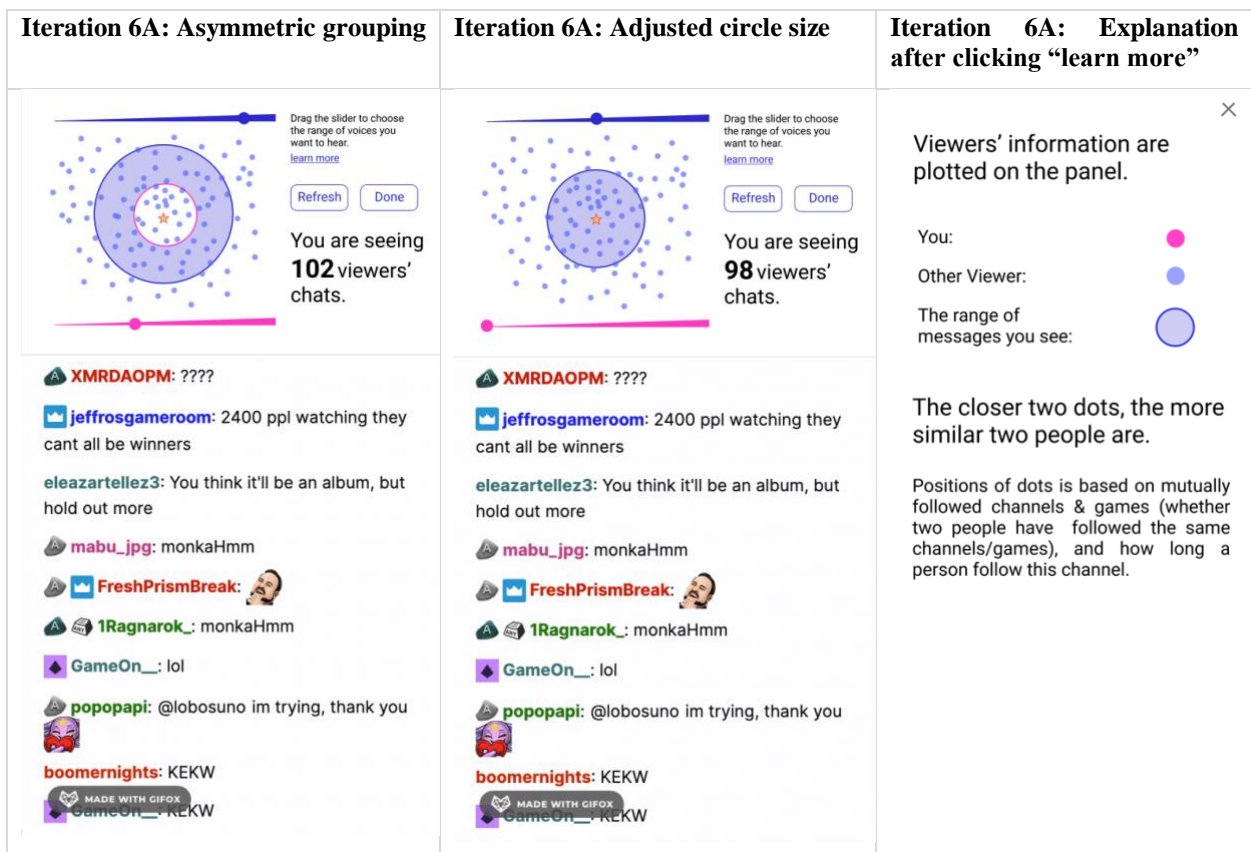 Iteration 6A: Asymmetric grouping
Iteration 6A: Adjusted circle size
Iteration 6A: Explanation
after clicking “learn more”
Drag the slider to choose
the range of voices you
want to hear.
learn more
Refresh
Done
You are seeing
102 viewers’
chats.
XMRDAOPM: ????
jeffrosgameroom: 2400 ppl watching they
cant all be winners
eleazartellez3: You think it'll be an album, but
hold out more
mabu_jpg: monkaHmm
FreshPrismBreak:
1Ragnarok_: monkaHmm
GameOn__: lol
popopapi: @lobosuno im trying, thank you
boomernights: KEKW
MADE WITH GIFOX
GameOn__: KEKW
Drag the slider to choose
the range of voices you
want to hear.
learn more
Refresh
Done
You are seeing
98 viewers’
chats.
XMRDAOPM: ????
jeffrosgameroom: 2400 ppl watching they
cant all be winners
eleazartellez3: You think it'll be an album, but
hold out more
mabu_jpg: monkaHmm
FreshPrismBreak:
1Ragnarok_: monkaHmm
GameOn__: lol
popopapi: @lobosuno im trying, thank you
boomernights: KEKW
MADE WITH GIFOX
GameOn__: KEKW
Viewers’ information are
plotted on the panel.
You:
Other Viewer:
The range of
messages you see:
The closer two dots, the more
similar two people are.
Positions of dots is based on mutually
followed channels & games (whether
two people have followed the same
channels/games), and how long a
person follow this channel.